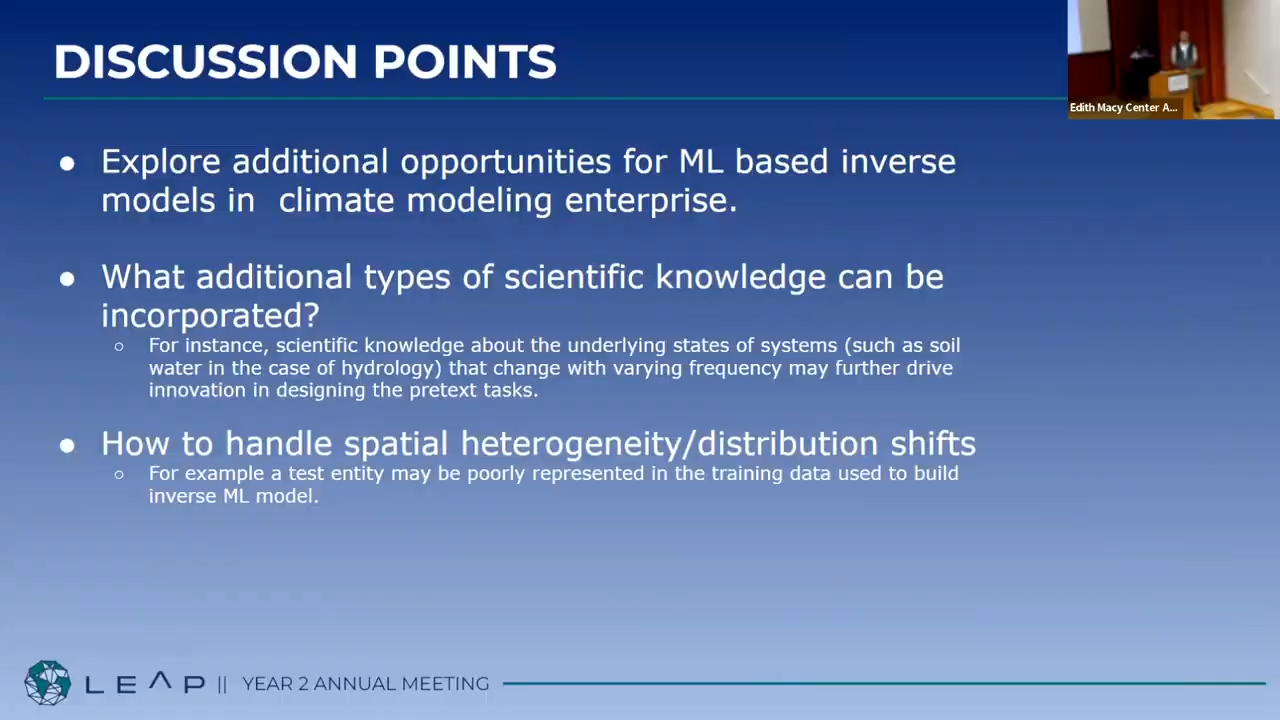 DISCUSSION POINTS
Edith Macy Center A...
● Explore additional opportunities for ML based inverse
models in  climate modeling enterprise.
● What additional types of scientific knowledge can be
incorporated?
○ For instance, scientific knowledge about the underlying states of systems (such as soil
water in the case of hydrology) that change with varying frequency may further drive
innovation in designing the pretext tasks.
● How to handle spatial heterogeneity/distribution shifts
○ For example a test entity may be poorly represented in the training data used to build
inverse ML model.
LEAP || YEAR 2 ANNUAL MEETING